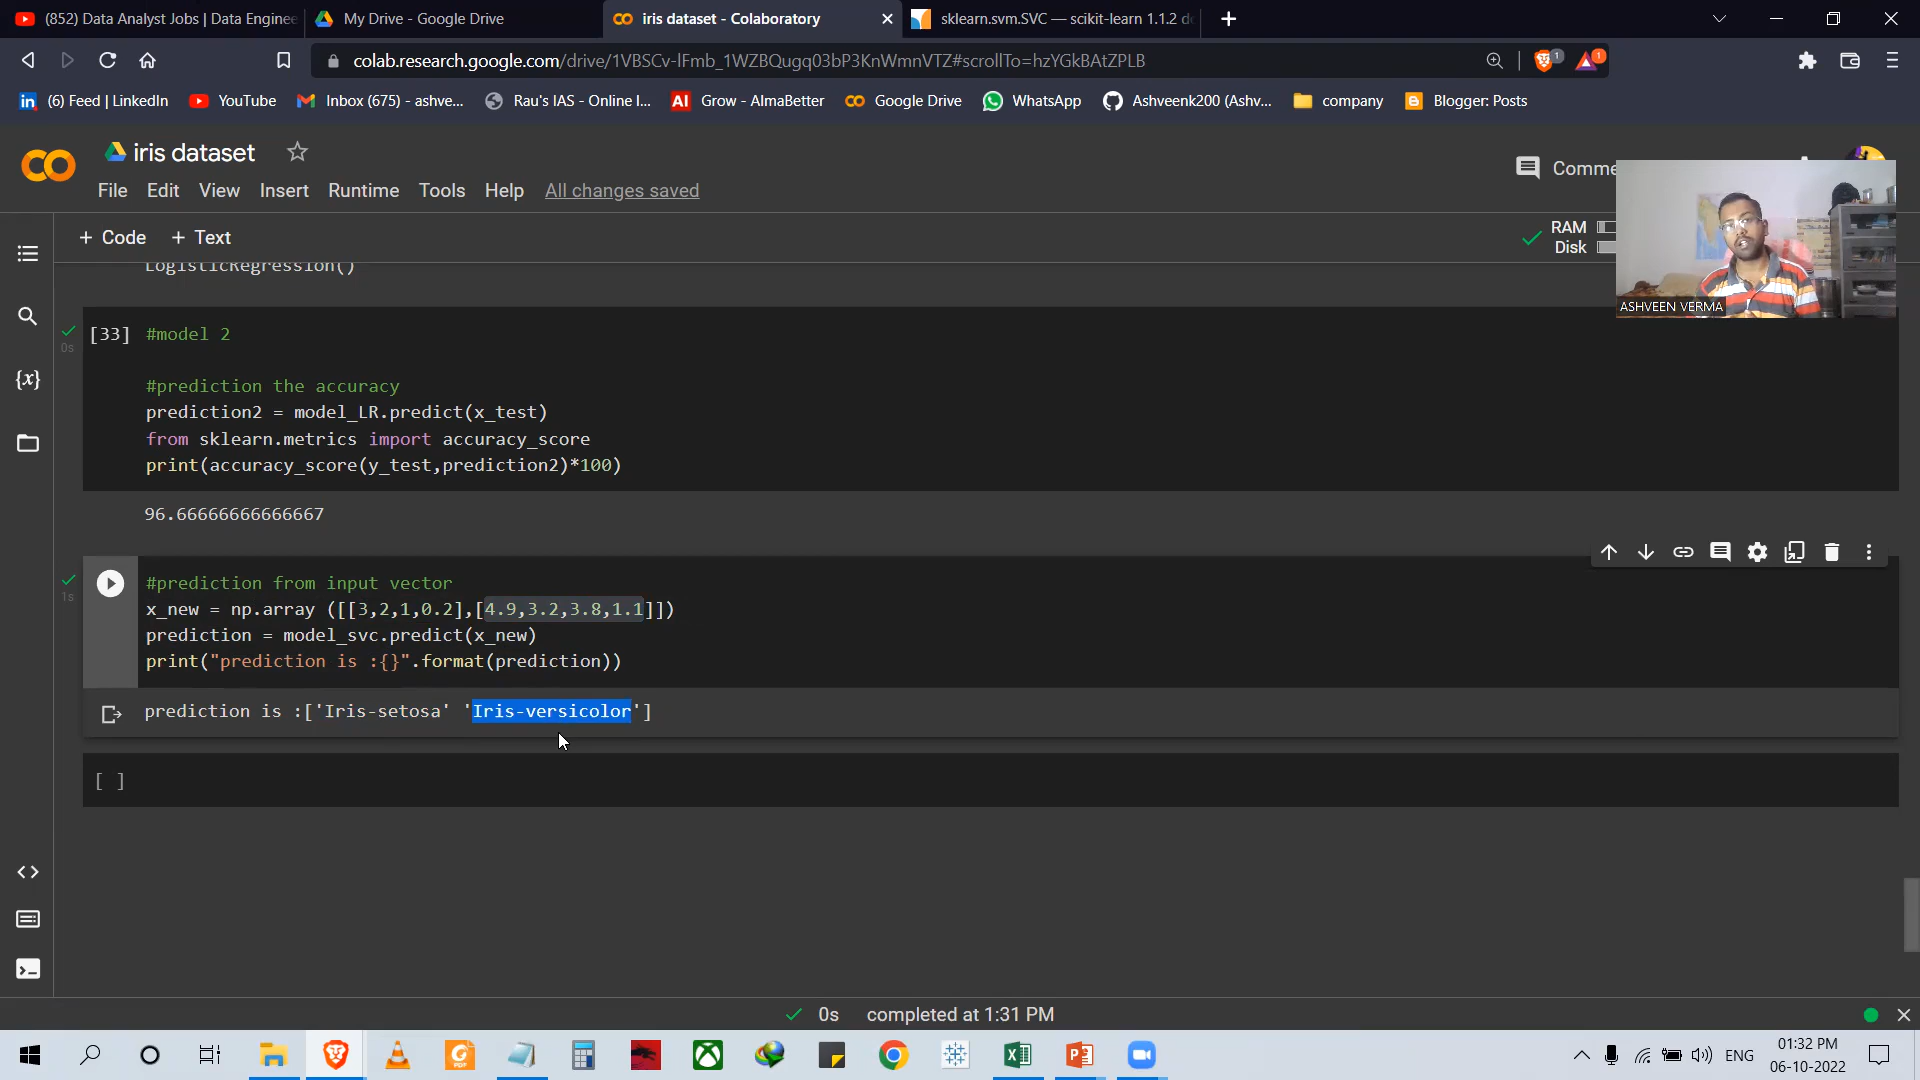 (852) Data Analyst Jobs | Data Enginee
My Drive - Google Drive
iris dataset - Colaboratory
sklearn.svm.SVC — scikit-learn 1.1.2 d
colab.research.google.com/drive/1VBSCv-lFmb_1WZBQugq03bP3KnWmnVTZ#scrollTo=hzYGkBAtZPLB
1
1
(6) Feed | LinkedIn
YouTube
Inbox (675) - ashve...
Rau's IAS - Online I...
AI
Grow - AlmaBetter
Google Drive
WhatsApp
Ashveenk200 (Ashv...
company
Blogger: Posts
iris dataset
Comme
File Edit View Insert Runtime Tools Help All changes saved
+ Code + Text
RAM
Disk
ASHVEEN VERMA
LogisticRegression()
[33] #model 2
0s
#prediction the accuracy
prediction2 = model_LR.predict(x_test)
from sklearn.metrics import accuracy_score
print(accuracy_score(y_test,prediction2)*100)
96.66666666666667
#prediction from input vector
1s
x_new = np.array ([[3,2,1,0.2],[4.9,3.2,3.8,1.1]])
prediction = model_svc.predict(x_new)
print("prediction is :{}".format(prediction))
prediction is :['Iris-setosa' 'Iris-versicolor']
[ ]
0s completed at 1:31 PM
ENG
01:32 PM
06-10-2022